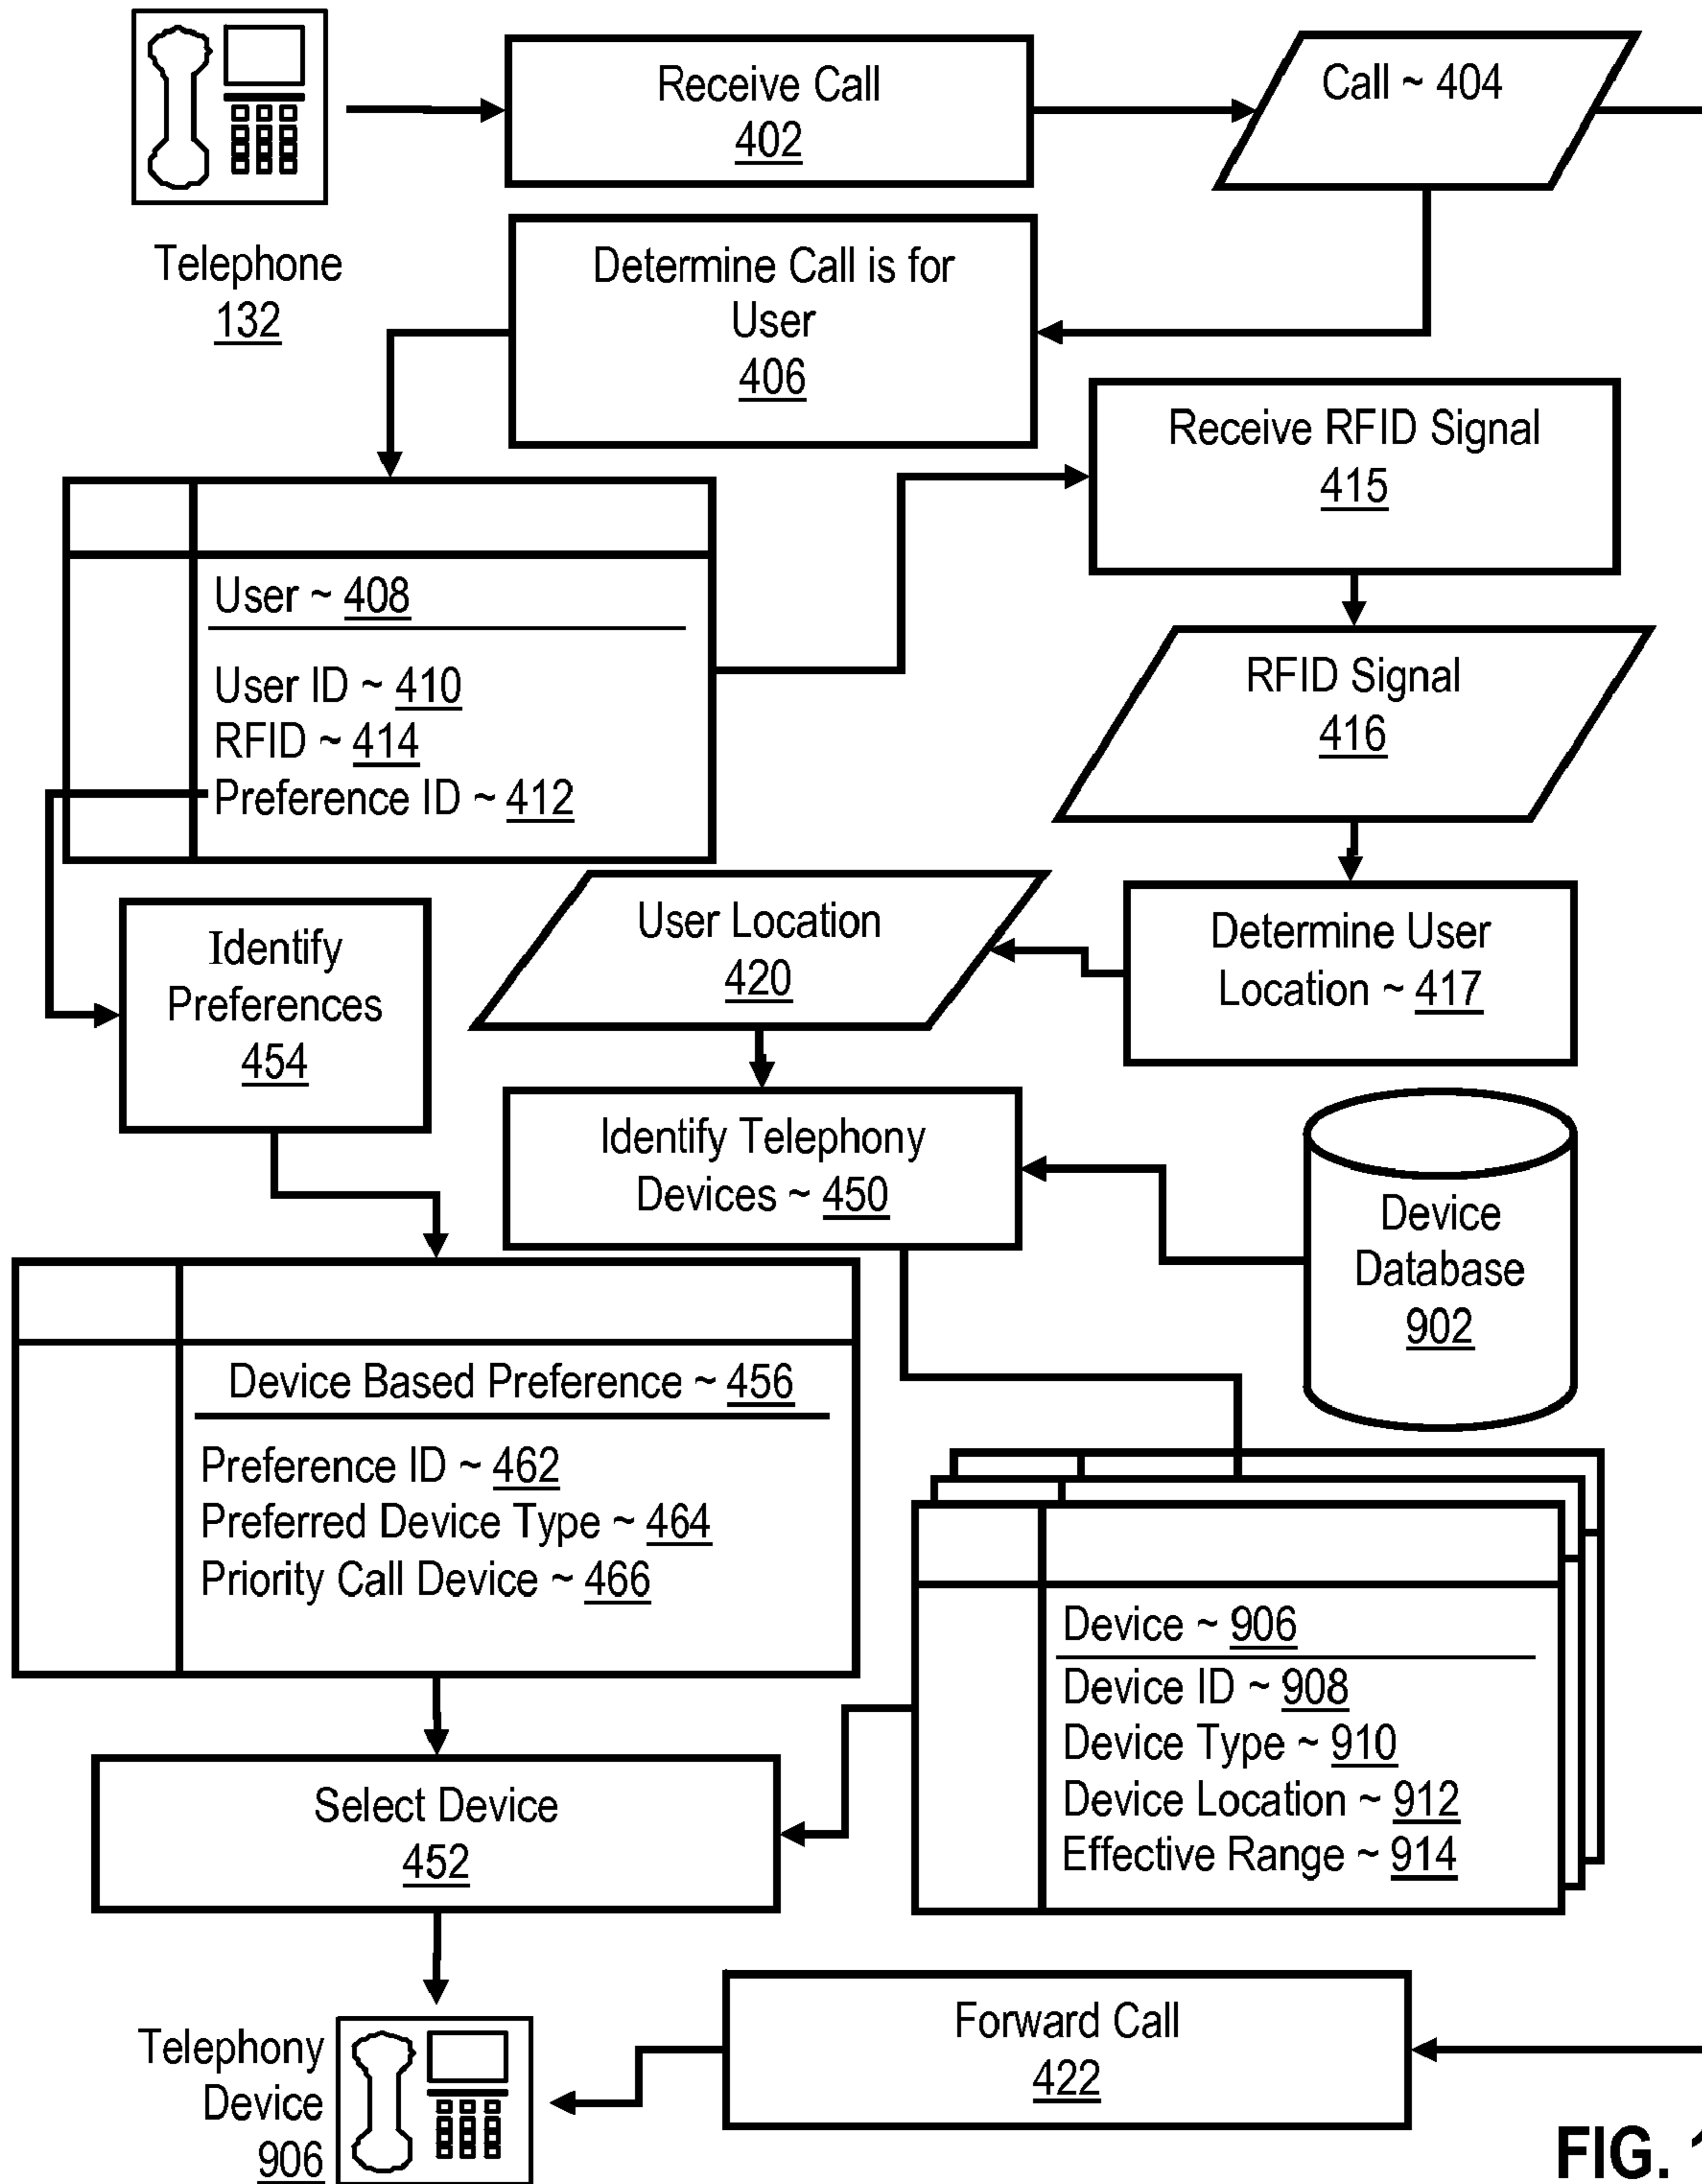 Receive Call
402
Call ~ 404
Telephone
132
Determine Call is for
User
406
Receive RFID Signal
415
User ~ 408
User ID ~ 410
RFID ~ 414
Preference ID ~ 412
RFID Signal
416
User Location
420
Determine User
Location ~ 417
Identify
Preferences
454
Identify Telephony
Devices ~ 450
Device
Database
902
Device Based Preference ~ 456
Preference ID ~ 462
Preferred Device Type ~ 464
Priority Call Device ~ 466
Device ~ 906
Device ID ~ 908
Device Type ~ 910
Device Location ~ 912
Effective Range ~ 914
Select Device
452
Forward Call
422
Telephony
Device
906
FIG.